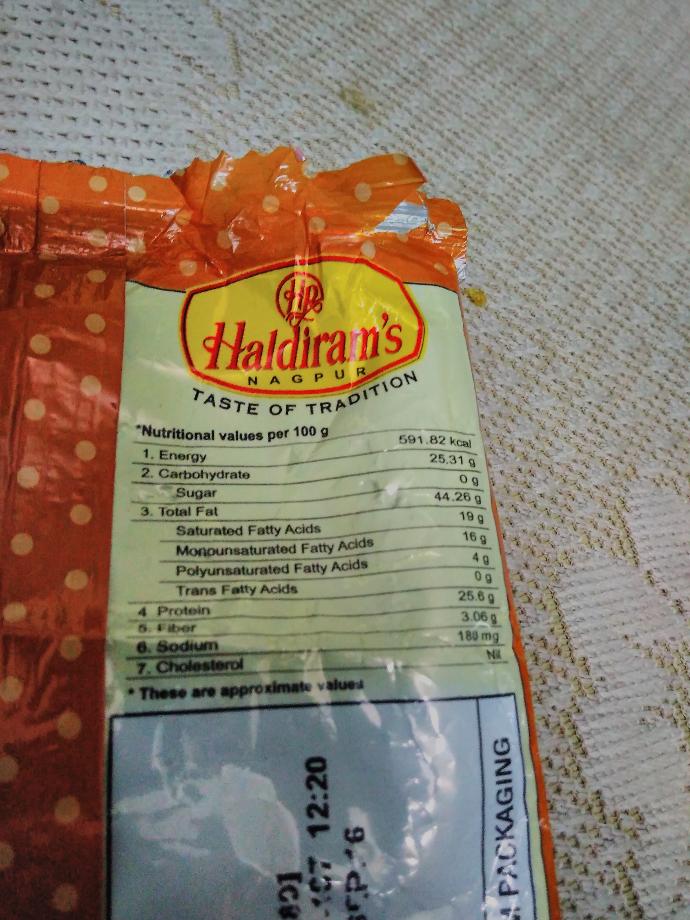 HR
Haldiram's
NAGPUR
TASTE OF TRADITION
*Nutritional values per 100 g
1. Energy 591.82 kcal
2. Carbohydrate 25.31 g
Sugar 0 g
3. Total Fat 44.26 g
Saturated Fatty Acids 19 g
Monounsaturated Fatty Acids 16 g
Polyunsaturated Fatty Acids 4 g
Trans Fatty Acids 0 g
4 Protein 25.6 g
5. Fiber 3.06 g
6. Sodium 180 mg
7. Cholesterol Nil
* These are approximate values
12:20
PACKAGING